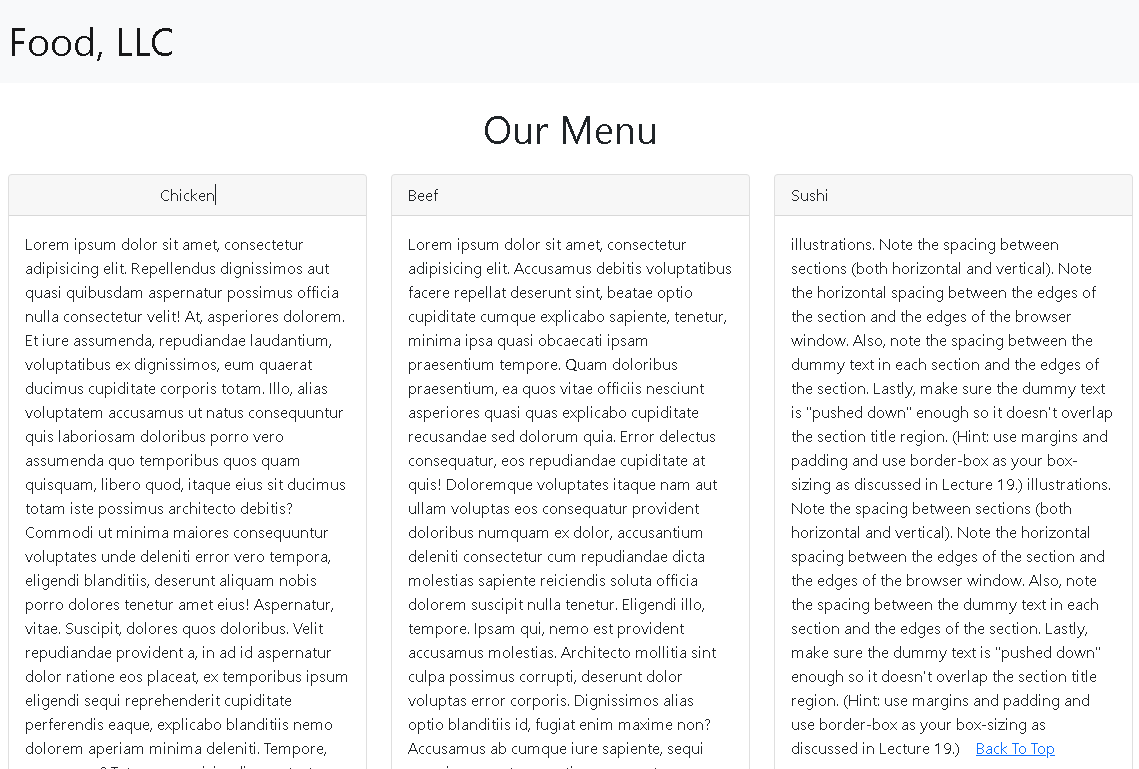 Food, LLC
Our Menu
Chicken
Lorem ipsum dolor sit amet, consectetur
adipisicing elit. Repellendus dignissimos aut
quasi quibusdam aspernatur possimus officia
nulla consectetur velit! At, asperiores dolorem.
Et iure assumenda, repudiandae laudantium,
voluptatibus ex dignissimos, eum quaerat
ducimus cupiditate corporis totam. Illo, alias
voluptatem accusamus ut natus consequuntur
quis laboriosam doloribus porro vero
assumenda quo temporibus quos quam
quisquam, libero quod, itaque eius sit ducimus
totam iste possimus architecto debitis?
Commodi ut minima maiores consequuntur
voluptates unde deleniti error vero tempora,
eligendi blanditiis, deserunt aliquam nobis
porro dolores tenetur amet eius! Aspernatur,
vitae. Suscipit, dolores quos doloribus. Velit
repudiandae provident a, in ad id aspernatur
dolor ratione eos placeat, ex temporibus ipsum
eligendi sequi reprehenderit cupiditate
perferendis eaque, explicabo blanditiis nemo
dolorem aperiam minima deleniti. Tempore,
Beef
Lorem ipsum dolor sit amet, consectetur
adipisicing elit. Accusamus debitis voluptatibus
facere repellat deserunt sint, beatae optio
cupiditate cumque explicabo sapiente, tenetur,
minima ipsa quasi obcaecati ipsam
praesentium tempore. Quam doloribus
praesentium, ea quos vitae officiis nesciunt
asperiores quasi quas explicabo cupiditate
recusandae sed dolorum quia. Error delectus
consequatur, eos repudiandae cupiditate at
quis! Doloremque voluptates itaque nam aut
ullam voluptas eos consequatur provident
doloribus numquam ex dolor, accusantium
deleniti consectetur cum repudiandae dicta
molestias sapiente reiciendis soluta officia
dolorem suscipit nulla tenetur. Eligendi illo,
tempore. Ipsam qui, nemo est provident
accusamus molestias. Architecto mollitia sint
culpa possimus corrupti, deserunt dolor
voluptas error corporis. Dignissimos alias
optio blanditiis id, fugiat enim maxime non?
Accusamus ab cumque iure sapiente, sequi
Sushi
illustrations. Note the spacing between
sections (both horizontal and vertical). Note
the horizontal spacing between the edges of
the section and the edges of the browser
window. Also, note the spacing between the
dummy text in each section and the edges of
the section. Lastly, make sure the dummy text
is "pushed down" enough so it doesn't overlap
the section title region. (Hint: use margins and
padding and use border-box as your box-
sizing as discussed in Lecture 19.) illustrations.
Note the spacing between sections (both
horizontal and vertical). Note the horizontal
spacing between the edges of the section and
the edges of the browser window. Also, note
the spacing between the dummy text in each
section and the edges of the section. Lastly,
make sure the dummy text is "pushed down"
enough so it doesn't overlap the section title
region. (Hint: use margins and padding and
use border-box as your box-sizing as
discussed in Lecture 19.) Back To Top